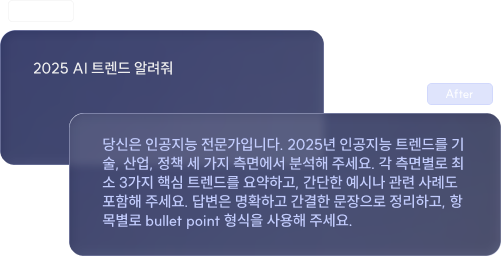 2025 AI 트렌드 알려줘
After
당신은 인공지능 전문가입니다. 2025년 인공지능 트렌드를 기
술, 산업, 정책 세 가지 측면에서 분석해 주세요. 각 측면별로 최
소 3가지 핵심 트렌드를 요약하고, 간단한 예시나 관련 사례도
포함해 주세요. 답변은 명확하고 간결한 문장으로 정리하고, 항
목별로 bullet point 형식을 사용해 주세요.